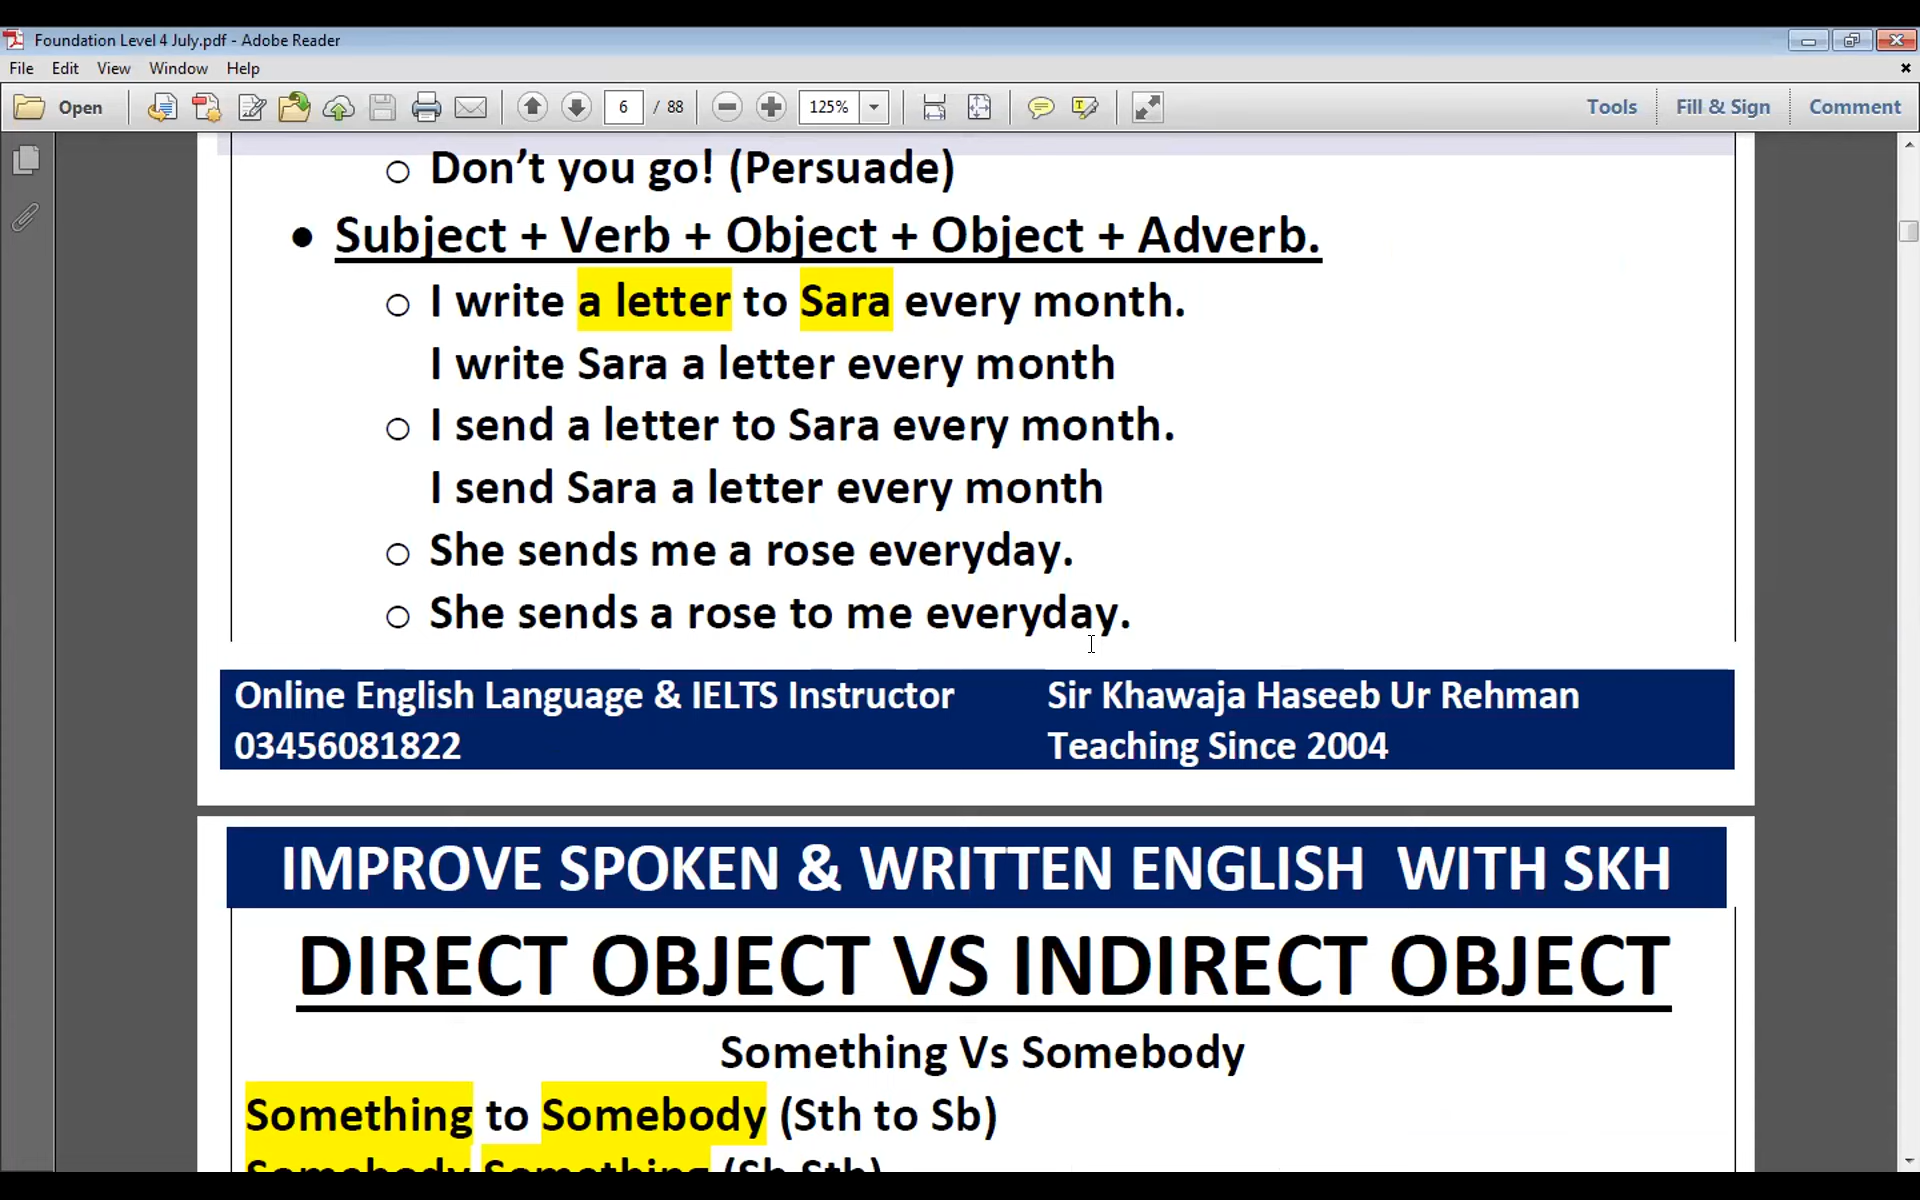 Foundation Level 4 July.pdf - Adobe Reader
File Edit View Window Help
Open 6 / 88 125% Tools Fill & Sign Comment
o Don’t you go! (Persuade)
• Subject + Verb + Object + Object + Adverb.
o I write a letter to Sara every month.
I write Sara a letter every month
o I send a letter to Sara every month.
I send Sara a letter every month
o She sends me a rose everyday.
o She sends a rose to me everyday.
Online English Language & IELTS Instructor Sir Khawaja Haseeb Ur Rehman
03456081822 Teaching Since 2004
IMPROVE SPOKEN & WRITTEN ENGLISH WITH SKH
DIRECT OBJECT VS INDIRECT OBJECT
Something Vs Somebody
Something to Somebody (Sth to Sb)
Somebody Something (Sb Sth)